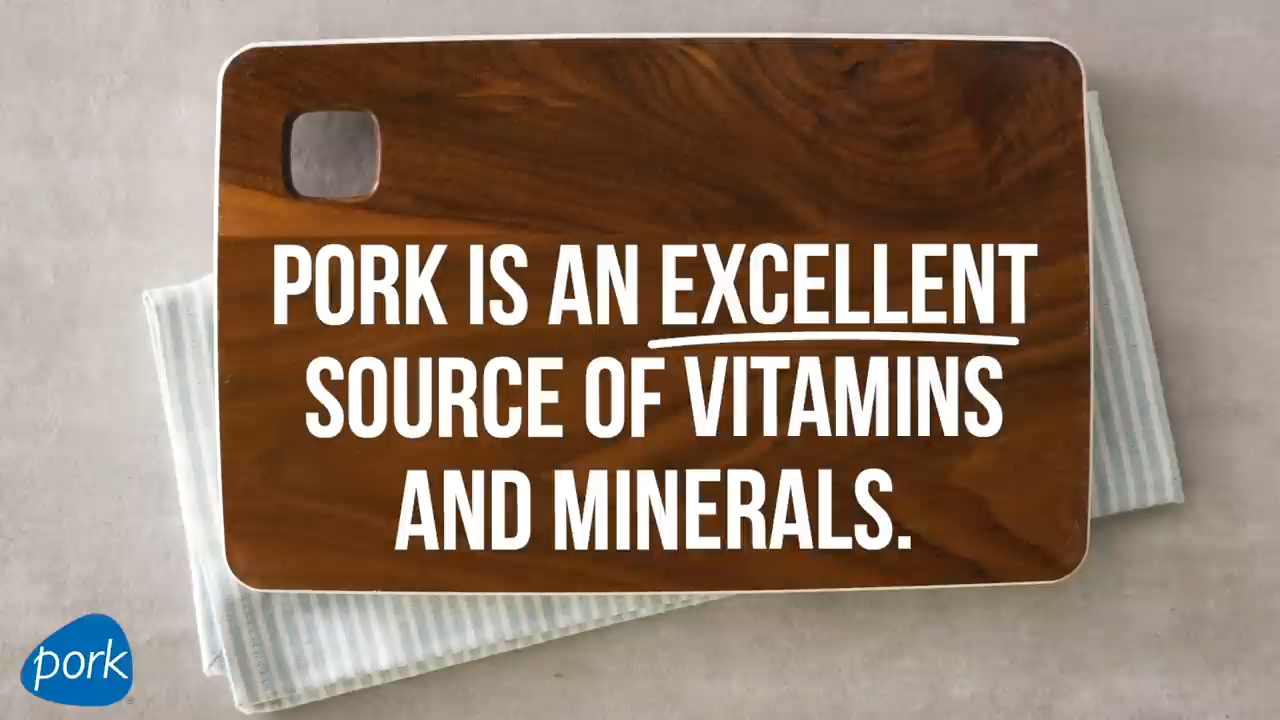 PORK IS AN EXCELLENT
SOURCE OF VITAMINS
AND MINERALS.
pork